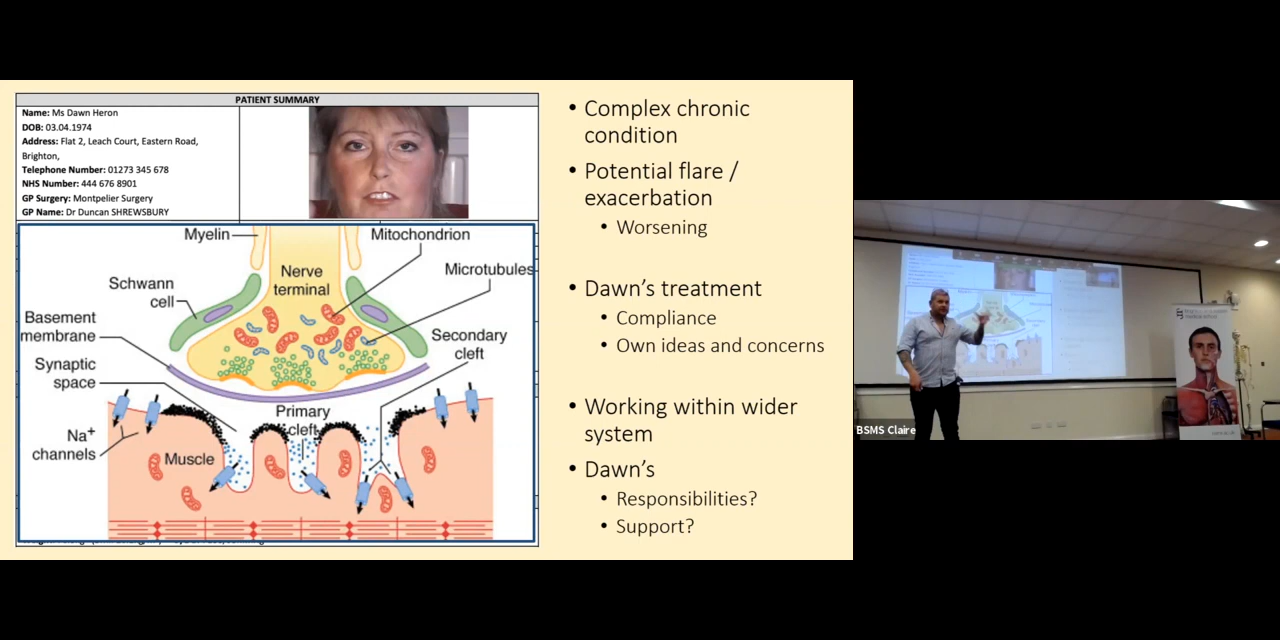 PATIENT SUMMARY
Name: Ms Dawn Heron
DOB: 03.04.1974
Address: Flat 2, Leach Court, Eastern Road,
Brighton,
Telephone Number: 01273 345 678
NHS Number: 444 676 8901
GP Surgery: Montpelier Surgery
GP Name: Dr Duncan SHREWSBURY
Myelin
Mitochondrion
Nerve
terminal
Microtubules
Schwann
cell
Basement
membrane
Secondary
cleft
Synaptic
space
Primary
cleft
Na+
channels
Muscle
• Complex chronic
condition
• Potential flare /
exacerbation
• Worsening
• Dawn's treatment
• Compliance
• Own ideas and concerns
• Working within wider
system
• Dawn's
• Responsibilities?
• Support?
BSMS Claire